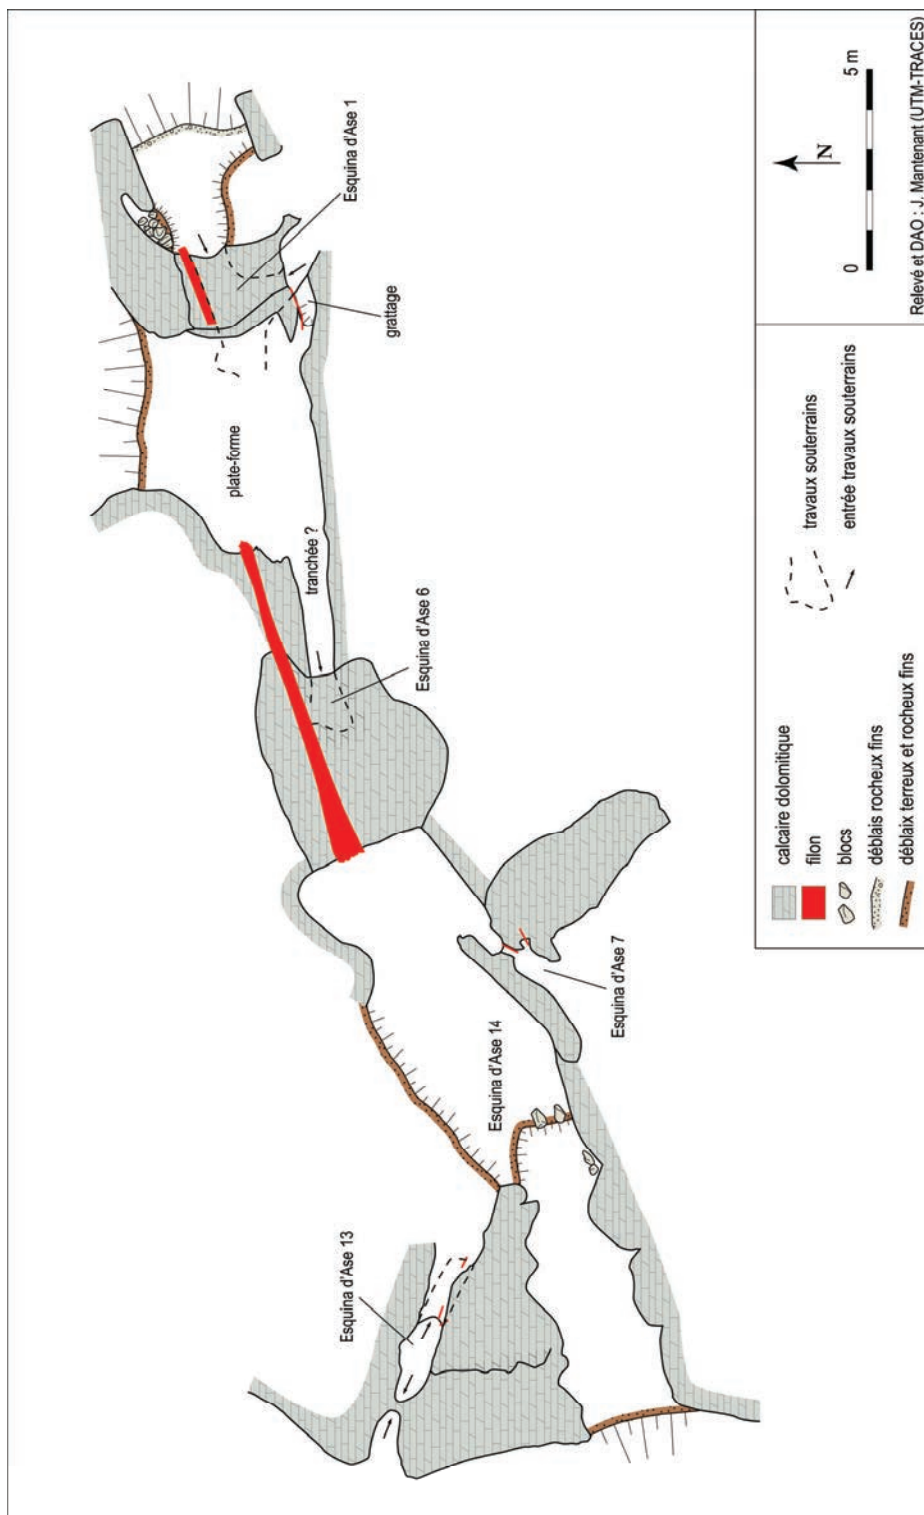 Esquina d'Ase 13
Esquina d'Ase 14
Esquina d'Ase 7
Esquina d'Ase 6
tranchée ?
plate-forme
grattage
Esquina d'Ase 1
calcaire dolomitique
filon
blocs
déblais rocheux fins
déblaix terreux et rocheux fins
travaux souterrains
entrée travaux souterrains
N
0 5 m
Relevé et DAO : J. Mantenant (UTM-TRACES)